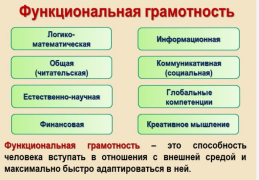 Функциональная грамотность
Логико-
математическая
Информационная
Общая
(читательская)
Коммуникативная
(социальная)
Естественно-научная
Глобальные
компетенции
Финансовая
Креативное мышление
Функциональная грамотность – это способность
человека вступать в отношения с внешней средой и
максимально быстро адаптироваться в ней.